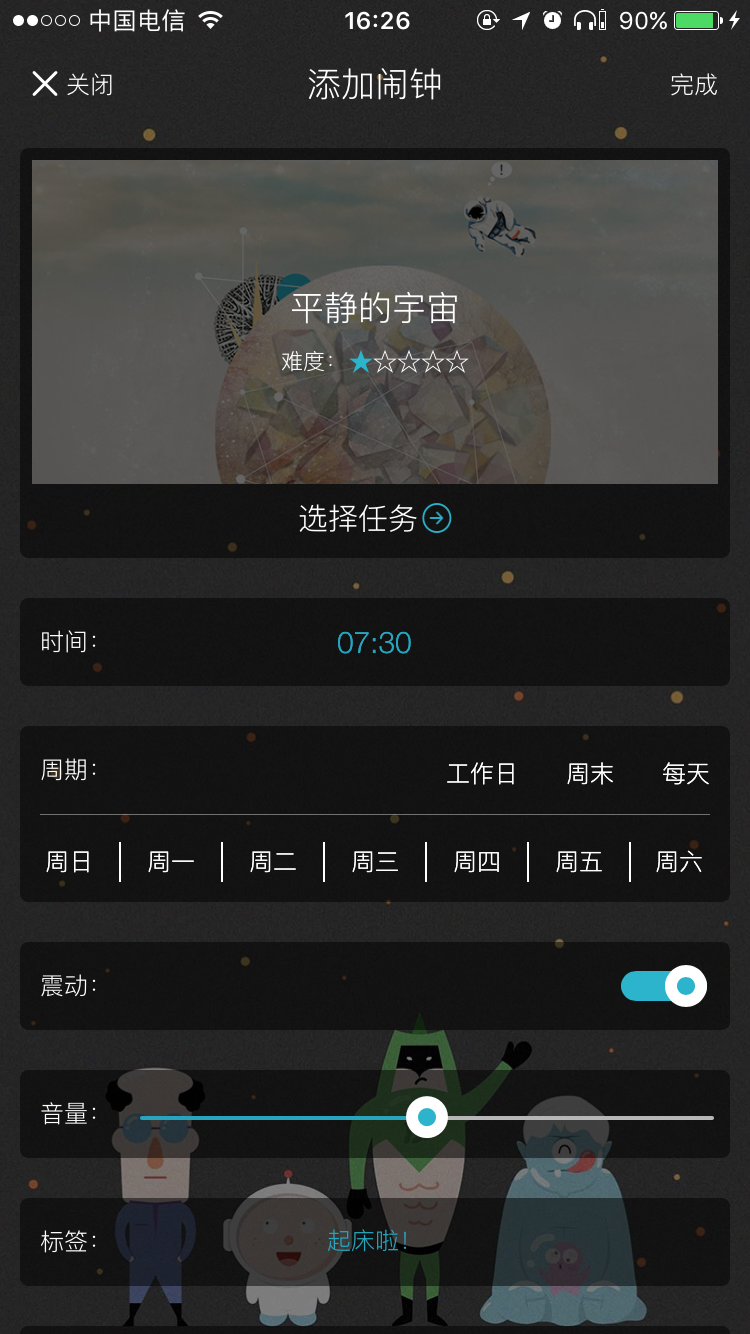 中国电信 16:26 90%
关闭 添加闹钟 完成
!
平静的宇宙
难度：
选择任务
时间： 07:30
周期： 工作日 周末 每天
周日 周一 周二 周三 周四 周五 周六
震动：
音量：
标签： 起床啦！